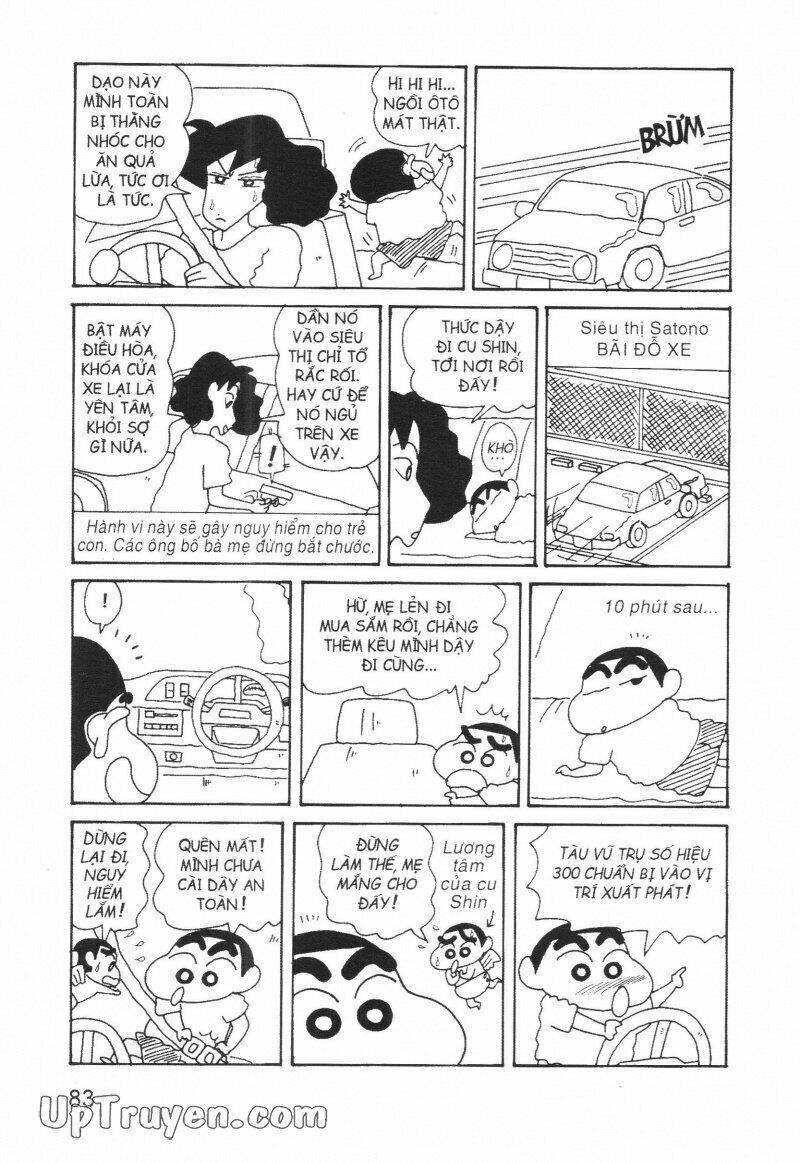 BRỪM
HI HI HI...
NGỒI ÔTÔ
MÁT THẬT.
DẠO NÀY
MÌNH TOÀN
BỊ THẰNG
NHÓC CHO
ĂN QUẢ
LỪA, TỨC ƠI
LÀ TỨC.
Siêu thị Satono
BÃI ĐỖ XE
THỨC DẬY
ĐI CU SHIN,
TỚI NƠI RỒI
ĐẤY!
KHÒ
...
DẪN NÓ
VÀO SIÊU
THỊ CHỈ TỔ
RẮC RỐI.
HAY CỨ ĐỂ
NÓ NGỦ
TRÊN XE
VẬY.
!
BẬT MÁY
ĐIỀU HÒA,
KHÓA CỬA
XE LẠI LÀ
YÊN TÂM,
KHỎI SỢ
GÌ NỮA.
Hành vi này sẽ gây nguy hiểm cho trẻ
con. Các ông bố bà mẹ đừng bắt chước.
10 phút sau...
HỪ, MẸ LẺN ĐI
MUA SẮM RỒI, CHẲNG
THÈM KÊU MÌNH DẬY
ĐI CÙNG...
!
TÀU VŨ TRỤ SỐ HIỆU
300 CHUẨN BỊ VÀO VỊ
TRÍ XUẤT PHÁT!
Lương
tâm
của cu
Shin
ĐỪNG
LÀM THẾ, MẸ
MẮNG CHO
ĐẤY!
QUÊN MẤT!
MÌNH CHƯA
CÀI DÂY AN
TOÀN!
DỪNG
LẠI ĐI,
NGUY
HIỂM
LẮM!
83
UpTruyen.com